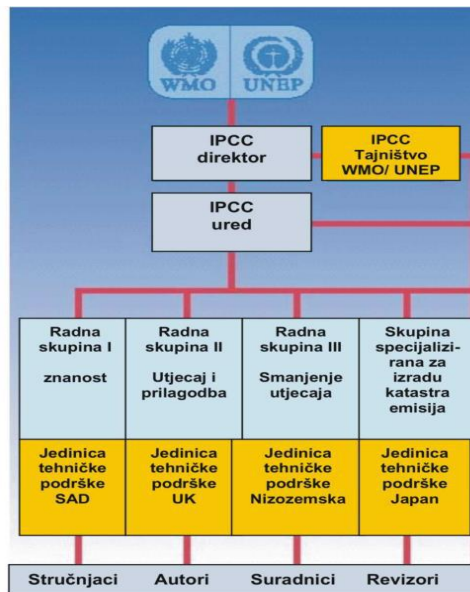 WMO UNEP
IPCC
direktor
IPCC
Tajništvo
WMO/ UNEP
IPCC
ured
Radna
skupina I
znanost
Radna
skupina II
Utjecaj i
prilagodba
Radna
skupina III
Smanjenje
utjecaja
Skupina
specijalizi-
rana za
izradu
katastra
emisija
Jedinica
tehničke
podrške
SAD
Jedinica
tehničke
podrške
UK
Jedinica
tehničke
podrške
Nizozemska
Jedinica
tehničke
podrške
Japan
Stručnjaci Autori Suradnici Revizori